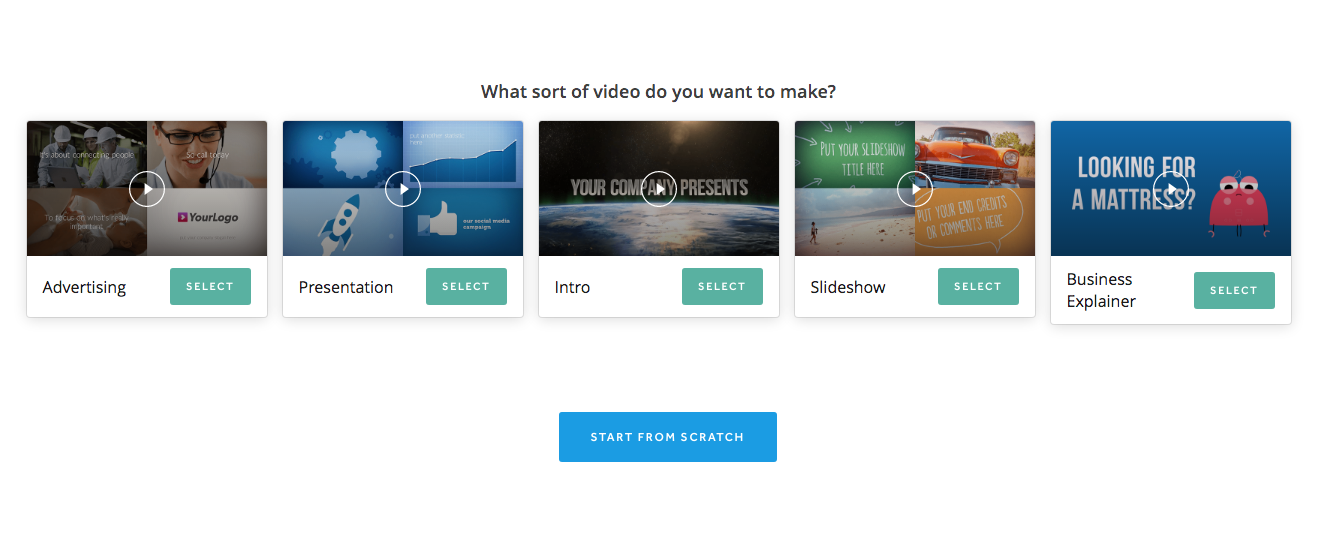 What sort of video do you want to make?
It's about connecting people
So call today
To focus on what's really
important
YourLogo
put another trends
here
our social media
campaign
YOUR COMPANY PRESENTS
PUT YOUR SLIDESHOW
TITLE HERE
PUT YOUR END CREDITS
OR COMMENTS HERE
LOOKING FOR
A MATTRESS?
Advertising
SELECT
Presentation
SELECT
Intro
SELECT
Slideshow
SELECT
Business
Explainer
SELECT
START FROM SCRATCH